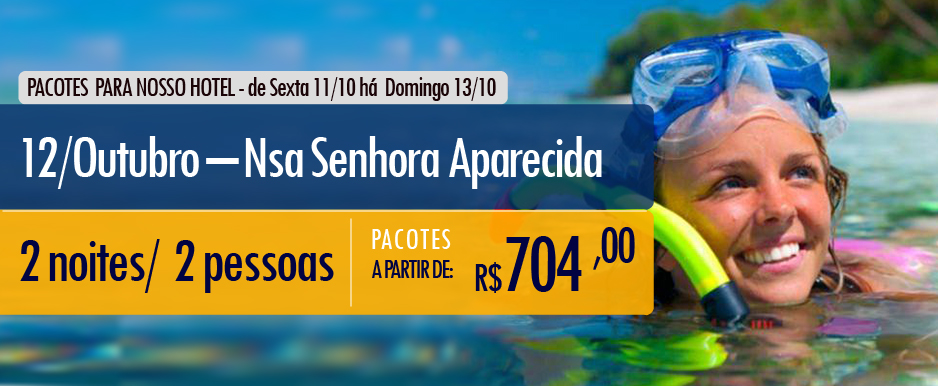 PACOTES PARA NOSSO HOTEL - de Sexta 11/10 há Domingo 13/10
12/Outubro – Nsa Senhora Aparecida
2 noites/ 2 pessoas
PACOTES
A PARTIR DE: R$704,00